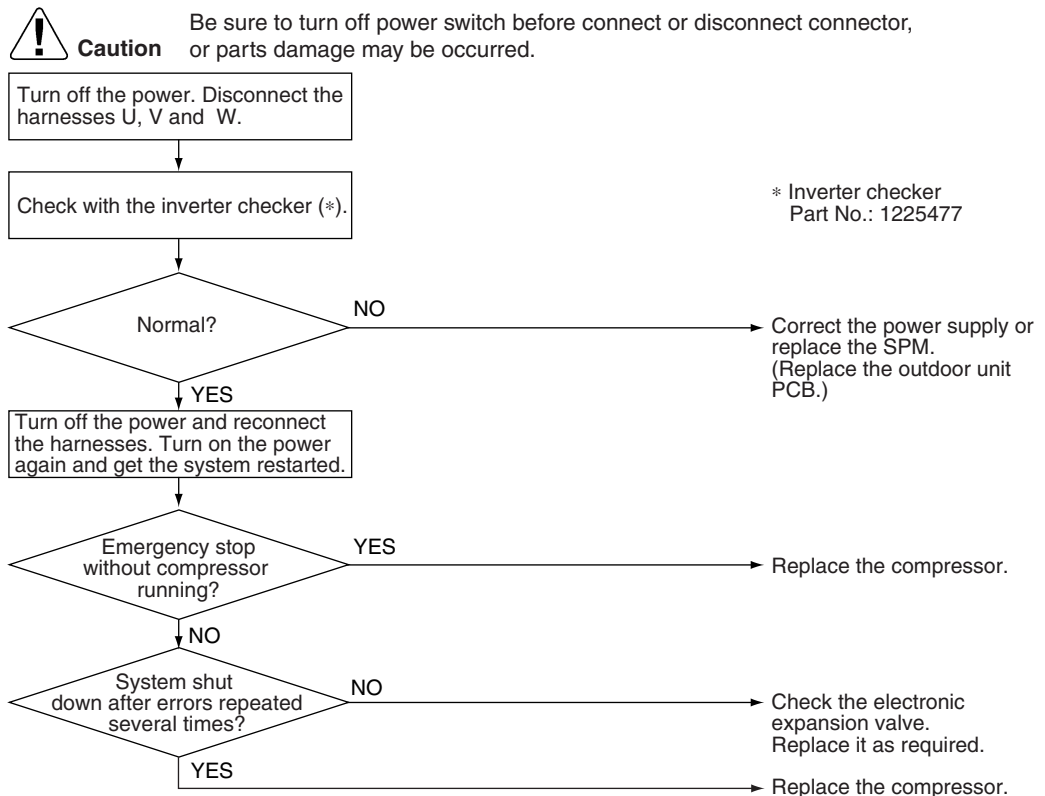 Be sure to turn off power switch before connect or disconnect connector,
Caution or parts damage may be occurred.
Turn off the power. Disconnect the
harnesses U, V and W.
Check with the inverter checker (*).
* Inverter checker
Part No.: 1225477
Normal?
NO
Correct the power supply or
replace the SPM.
(Replace the outdoor unit
PCB.)
YES
Turn off the power and reconnect
the harnesses. Turn on the power
again and get the system restarted.
Emergency stop
without compressor
running?
YES
Replace the compressor.
NO
System shut
down after errors repeated
several times?
NO
Check the electronic
expansion valve.
Replace it as required.
YES
Replace the compressor.